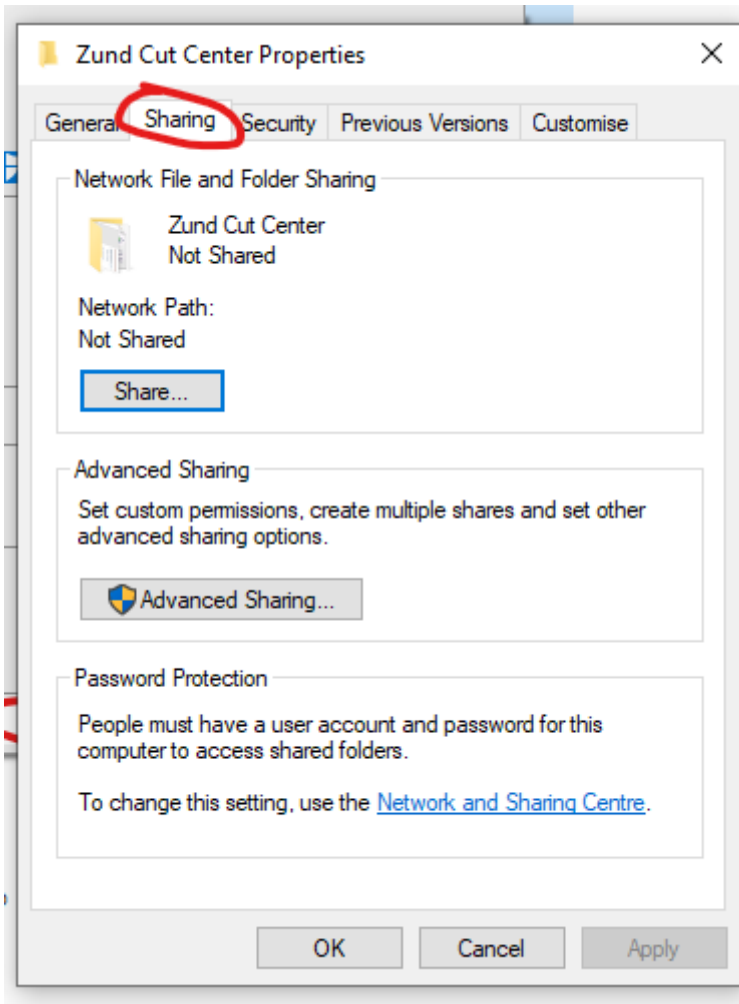 Zund Cut Center Properties
General Sharing Security Previous Versions Customise
Network File and Folder Sharing
Zund Cut Center
Not Shared
Network Path:
Not Shared
Share...
Advanced Sharing
Set custom permissions, create multiple shares and set other
advanced sharing options.
Advanced Sharing...
Password Protection
People must have a user account and password for this
computer to access shared folders.
To change this setting, use the Network and Sharing Centre.
OK Cancel Apply